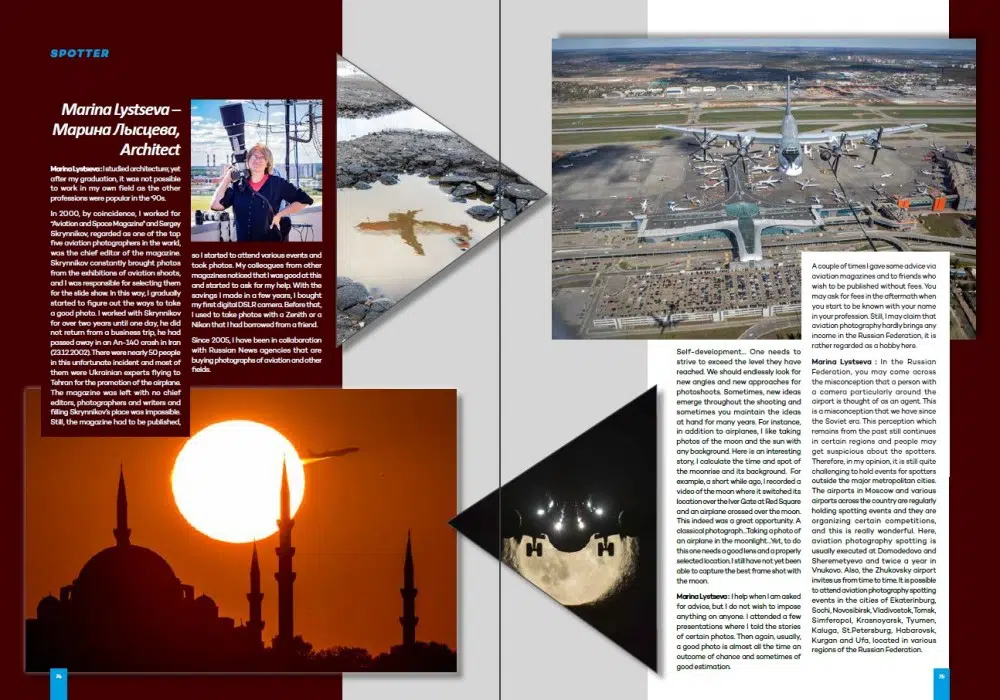 SPOTTER
Marina Lystseva –
Марина Лысцева,
Architect
Marina Lystseva: I studied architecture; yet
after my graduation, it was not possible
to work in my own field as the other
professions were popular in the '90s.
In 2000, by coincidence, I worked for
"Aviation and Space Magazine" and Sergey
Skrynnikov, regarded as one of the top
five aviation photographers in the world,
was the chief editor of the magazine.
Skrynnikov constantly brought photos
from the exhibitions of aviation shoots,
and I was responsible for selecting them
for the slide show. In this way, I gradually
started to figure out the ways to take
a good photo. I worked with Skrynnikov
for over two years until one day, he did
not return from a business trip, he had
passed away in an An-140 crash in Iran
(23.12.2002). There were nearly 50 people
in this unfortunate incident and most of
them were Ukrainian experts flying to
Tehran for the promotion of the airplane.
The magazine was left with no chief
editors, photographers and writers and
filling Skrynnikov's place was impossible.
Still, the magazine had to be published,
so I started to attend various events and
took photos. My colleagues from other
magazines noticed that I was good at this
and started to ask for my help. With the
savings I made in a few years, I bought
my first digital DSLR camera. Before that,
I used to take photos with a Zenith or a
Nikon that I had borrowed from a friend.
Since 2005, I have been in collaboration
with Russian News agencies that are
buying photographs of aviation and other
fields.
74
Self-development... One needs to
strive to exceed the level they have
reached. We should endlessly look for
new angles and new approaches for
photoshoots. Sometimes, new ideas
emerge throughout the shooting and
sometimes you maintain the ideas
at hand for many years. For instance,
in addition to airplanes, I like taking
photos of the moon and the sun with
any background. Here is an interesting
story, I calculate the time and spot of
the moonrise and its background. For
example, a short while ago, I recorded a
video of the moon where it switched its
location over the Iver Gate at Red Square
and an airplane crossed over the moon.
This indeed was a great opportunity. A
classical photograph...Taking a photo of
an airplane in the moonlight...Yet, to do
this one needs a good lens and a properly
selected location. I still have not yet been
able to capture the best frame shot with
the moon.
Marina Lystseva: I help when I am asked
for advice, but I do not wish to impose
anything on anyone. I attended a few
presentations where I told the stories
of certain photos. Then again, usually,
a good photo is almost all the time an
outcome of chance and sometimes of
good estimation.
A couple of times I gave some advice via
aviation magazines and to friends who
wish to be published without fees. You
may ask for fees in the aftermath when
you start to be known with your name
in your profession. Still, I may claim that
aviation photography hardly brings any
income in the Russian Federation, it is
rather regarded as a hobby here.
Marina Lystseva : In the Russian
Federation, you may come across
the misconception that a person with
a camera particularly around the
airport is thought of as an agent. This
is a misconception that we have since
the Soviet era. This perception which
remains from the past still continues
in certain regions and people may
get suspicious about the spotters.
Therefore, in my opinion, it is still quite
challenging to hold events for spotters
outside the major metropolitan cities.
The airports in Moscow and various
airports across the country are regularly
holding spotting events and they are
organizing certain competitions,
and this is really wonderful. Here,
aviation photography spotting is
usually executed at Domodedovo and
Sheremetyevo and twice a year in
Vnukovo. Also, the Zhukovsky airport
invites us from time to time. It is possible
to attend aviation photography spotting
events in the cities of Ekaterinburg,
Sochi, Novosibirsk, Vladivostok, Tomsk,
Simferopol, Krasnoyarsk, Tyumen,
Kaluga, St.Petersburg, Habarovsk,
Kurgan and Ufa, located in various
regions of the Russian Federation.
75